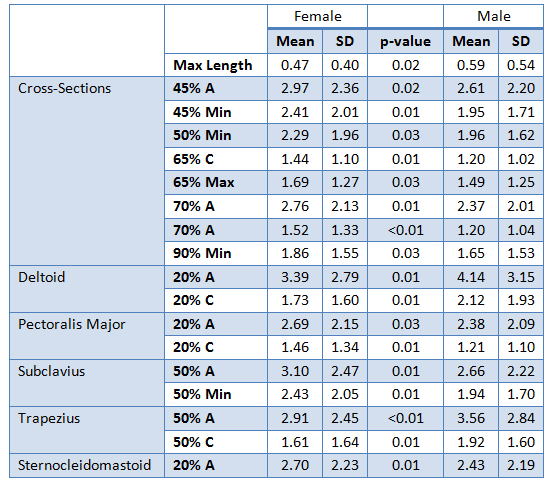 Female Male
Mean SD p-value Mean SD
Max Length 0.47 0.40 0.02 0.59 0.54
Cross-Sections 45% A 2.97 2.36 0.02 2.61 2.20
45% Min 2.41 2.01 0.01 1.95 1.71
50% Min 2.29 1.96 0.03 1.96 1.62
65% C 1.44 1.10 0.01 1.20 1.02
65% Max 1.69 1.27 0.03 1.49 1.25
70% A 2.76 2.13 0.01 2.37 2.01
70% A 1.52 1.33 <0.01 1.20 1.04
90% Min 1.86 1.55 0.03 1.65 1.53
Deltoid 20% A 3.39 2.79 0.01 4.14 3.15
20% C 1.73 1.60 0.01 2.12 1.93
Pectoralis Major 20% A 2.69 2.15 0.03 2.38 2.09
20% C 1.46 1.34 0.01 1.21 1.10
Subclavius 50% A 3.10 2.47 0.01 2.66 2.22
50% Min 2.43 2.05 0.01 1.94 1.70
Trapezius 50% A 2.91 2.45 <0.01 3.56 2.84
50% C 1.61 1.64 0.01 1.92 1.60
Sternocleidomastoid 20% A 2.70 2.23 0.01 2.43 2.19